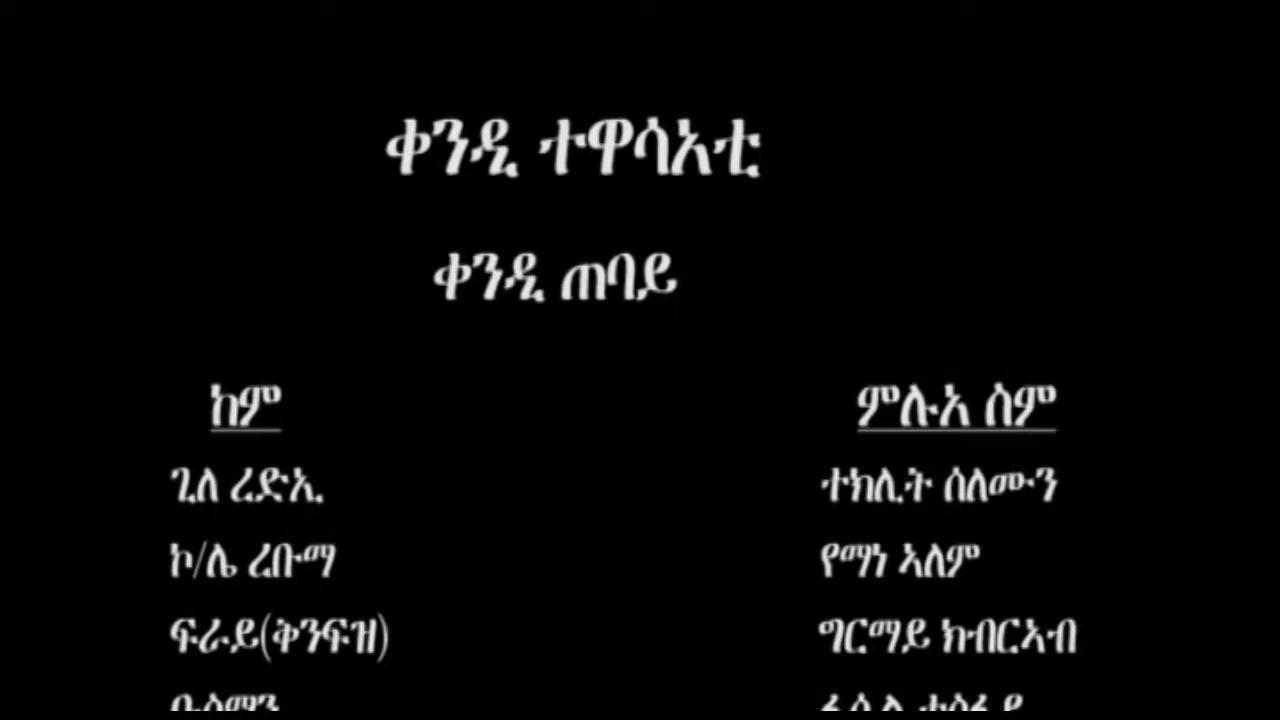 ቀንዲ ተዋሳእቲ
ቀንዲ ጠባይ
ከም ምሉእ ስም
ጊለ ረድኢ ተክሊት ሰለሙን
ኮ/ሌ ረቡማ የማነ ኣለም
ፍራይ(ቅንፍዝ) ግርማይ ክብርኣብ